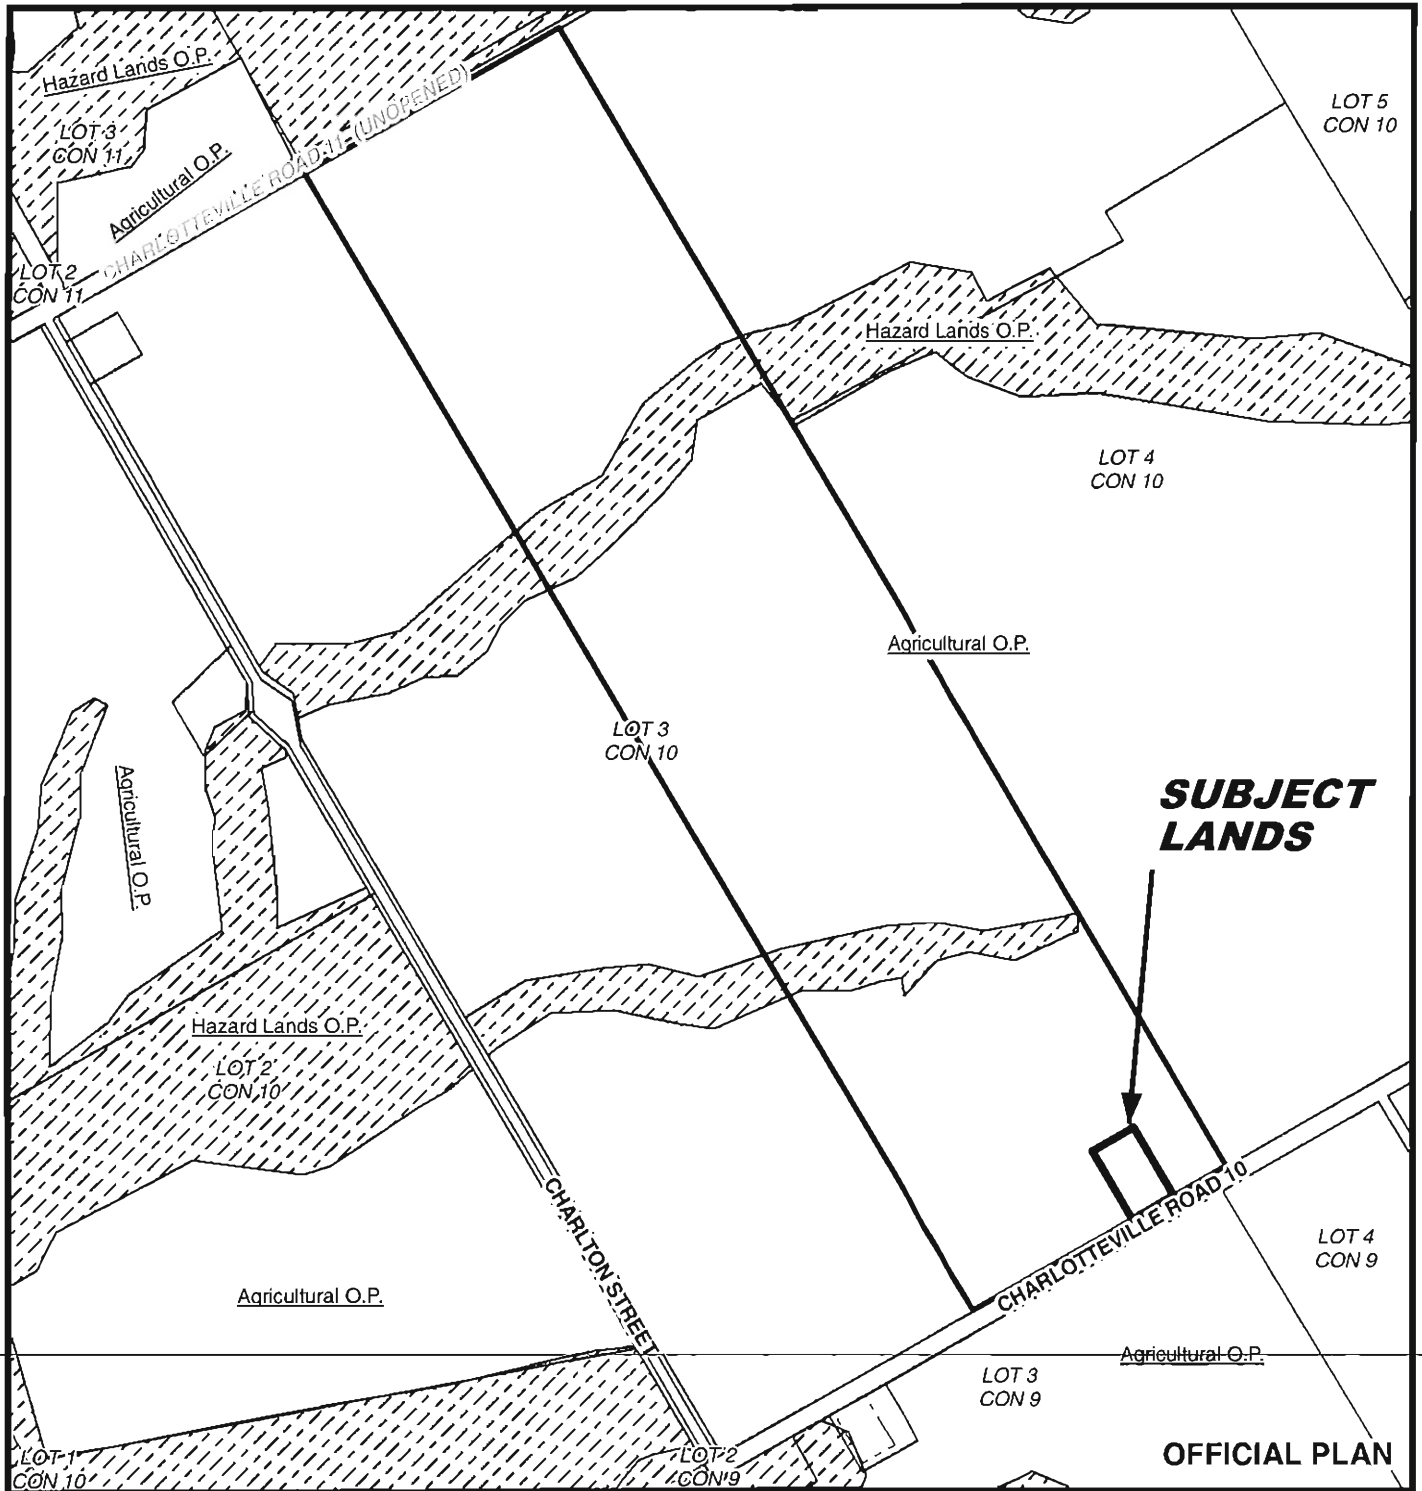 Hazard Lands O.P.
LOT 3
CON 11
Agricultural O.P.
CHARLOTTEVILLE ROAD 11 (UNOPENED)
LOT 5
CON 10
LOT 2
CON 11
Hazard Lands O.P.
LOT 4
CON 10
Agricultural O.P.
LOT 3
CON 10
Agricultural O.P.
SUBJECT
LANDS
Hazard Lands O.P.
LOT 2
CON 10
CHARLTON STREET
CHARLOTTEVILLE ROAD 10
LOT 4
CON 9
Agricultural O.P.
Agricultural O.P.
LOT 3
CON 9
LOT 1
CON 10
LOT 2
CON 9
OFFICIAL PLAN